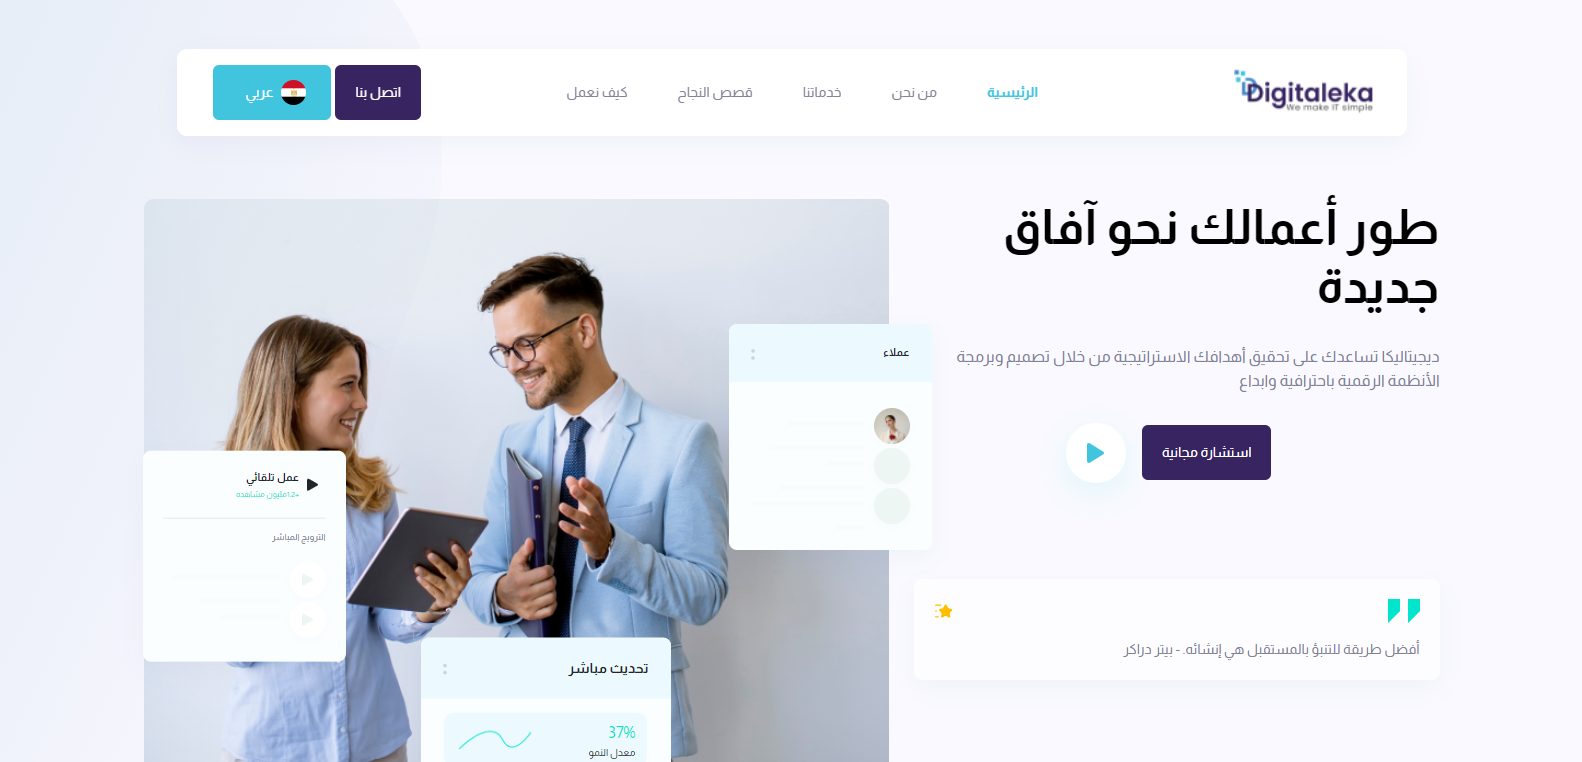 Digitaleka
We make IT simple
الرئيسية
من نحن
خدماتنا
قصص النجاح
كيف نعمل
اتصل بنا
عربي
طور أعمالك نحو آفاق
جديدة
ديجيتاليكا تساعدك على تحقيق أهدافك الاستراتيجية من خلال تصميم وبرمجة
الأنظمة الرقمية باحترافية وابداع
استشارة مجانية
أفضل طريقة للتنبؤ بالمستقبل هي إنشائه. - بيتر دراكر
عملاء
عمل تلقائي
+12مليون مشاهده
الترويج المباشر
تحديث مباشر
37%
معدل النمو